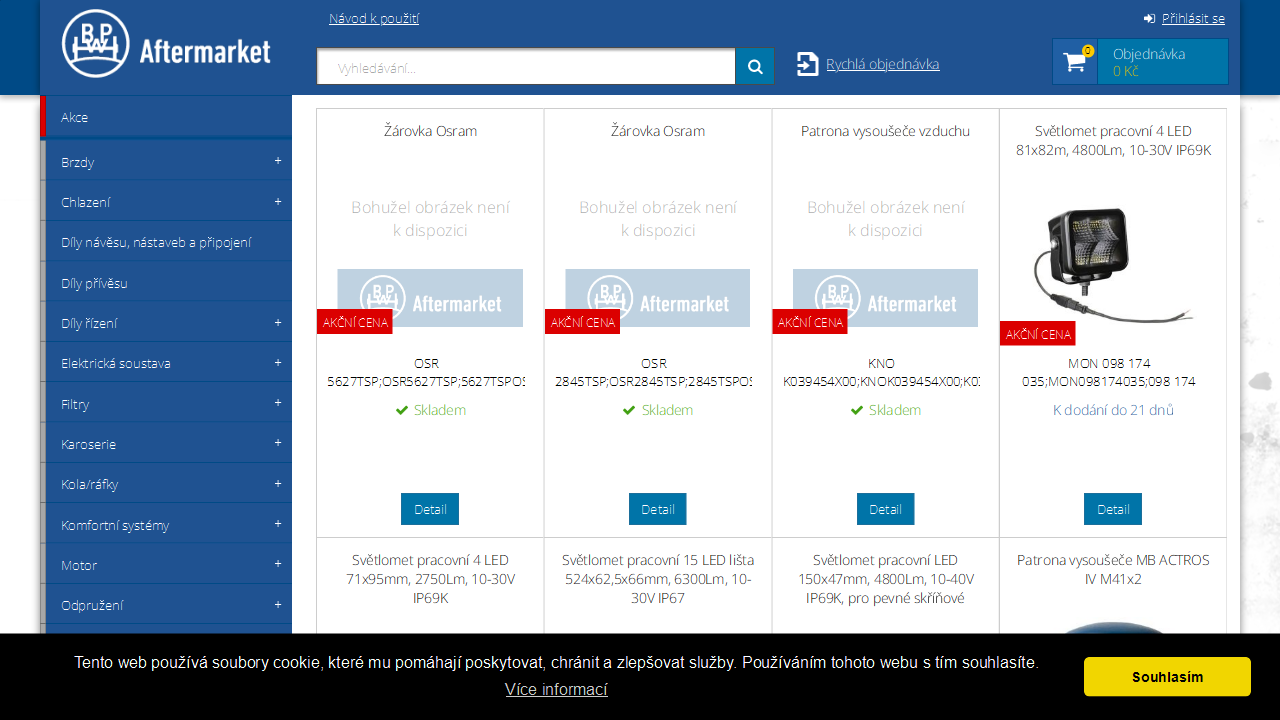 BPW Aftermarket
Návod k použití
Přihlásit se
Vyhledávání...
Rychlá objednávka
0
Objednávka
0 Kč
Akce
Brzdy +
Chlazení +
Díly návěsu, nástaveb a připojení
Díly přívěsu
Díly řízení +
Elektrická soustava +
Filtry +
Karoserie +
Kola/ráfky +
Komfortní systémy +
Motor +
Odpružení +
Žárovka Osram
Bohužel obrázek není
k dispozici
BPW Aftermarket
AKČNÍ CENA
OSR
5627TSP;OSR5627TSP;5627TSPOS
Skladem
Detail
Žárovka Osram
Bohužel obrázek není
k dispozici
BPW Aftermarket
AKČNÍ CENA
OSR
2845TSP;OSR2845TSP;2845TSPOS
Skladem
Detail
Patrona vysoušeče vzduchu
Bohužel obrázek není
k dispozici
BPW Aftermarket
AKČNÍ CENA
KNO
K039454X00;KNOK039454X00;K0
Skladem
Detail
Světlomet pracovní 4 LED
81x82m, 4800Lm, 10-30V IP69K
AKČNÍ CENA
MON 098 174
035;MON098174035;098 174
K dodání do 21 dnů
Detail
Světlomet pracovní 4 LED
71x95mm, 2750Lm, 10-30V
IP69K
Světlomet pracovní 15 LED lišta
524x62,5x66mm, 6300Lm, 10-
30V IP67
Světlomet pracovní LED
150x47mm, 4800Lm, 10-40V
IP69K, pro pevné skříňové
Patrona vysoušeče MB ACTROS
IV M41x2
Tento web používá soubory cookie, které mu pomáhají poskytovat, chránit a zlepšovat služby. Používáním tohoto webu s tím souhlasíte.
Více informací
Souhlasím